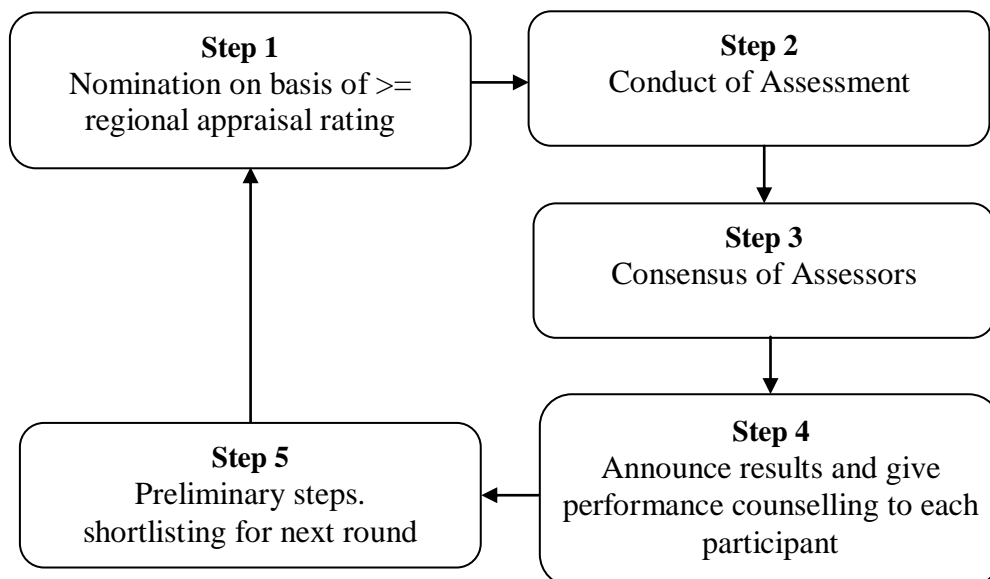 Step 1
Nomination on basis of >=
regional appraisal rating
Step 2
Conduct of Assessment
Step 3
Consensus of Assessors
Step 4
Announce results and give
performance counselling to each
participant
Step 5
Preliminary steps.
shortlisting for next round